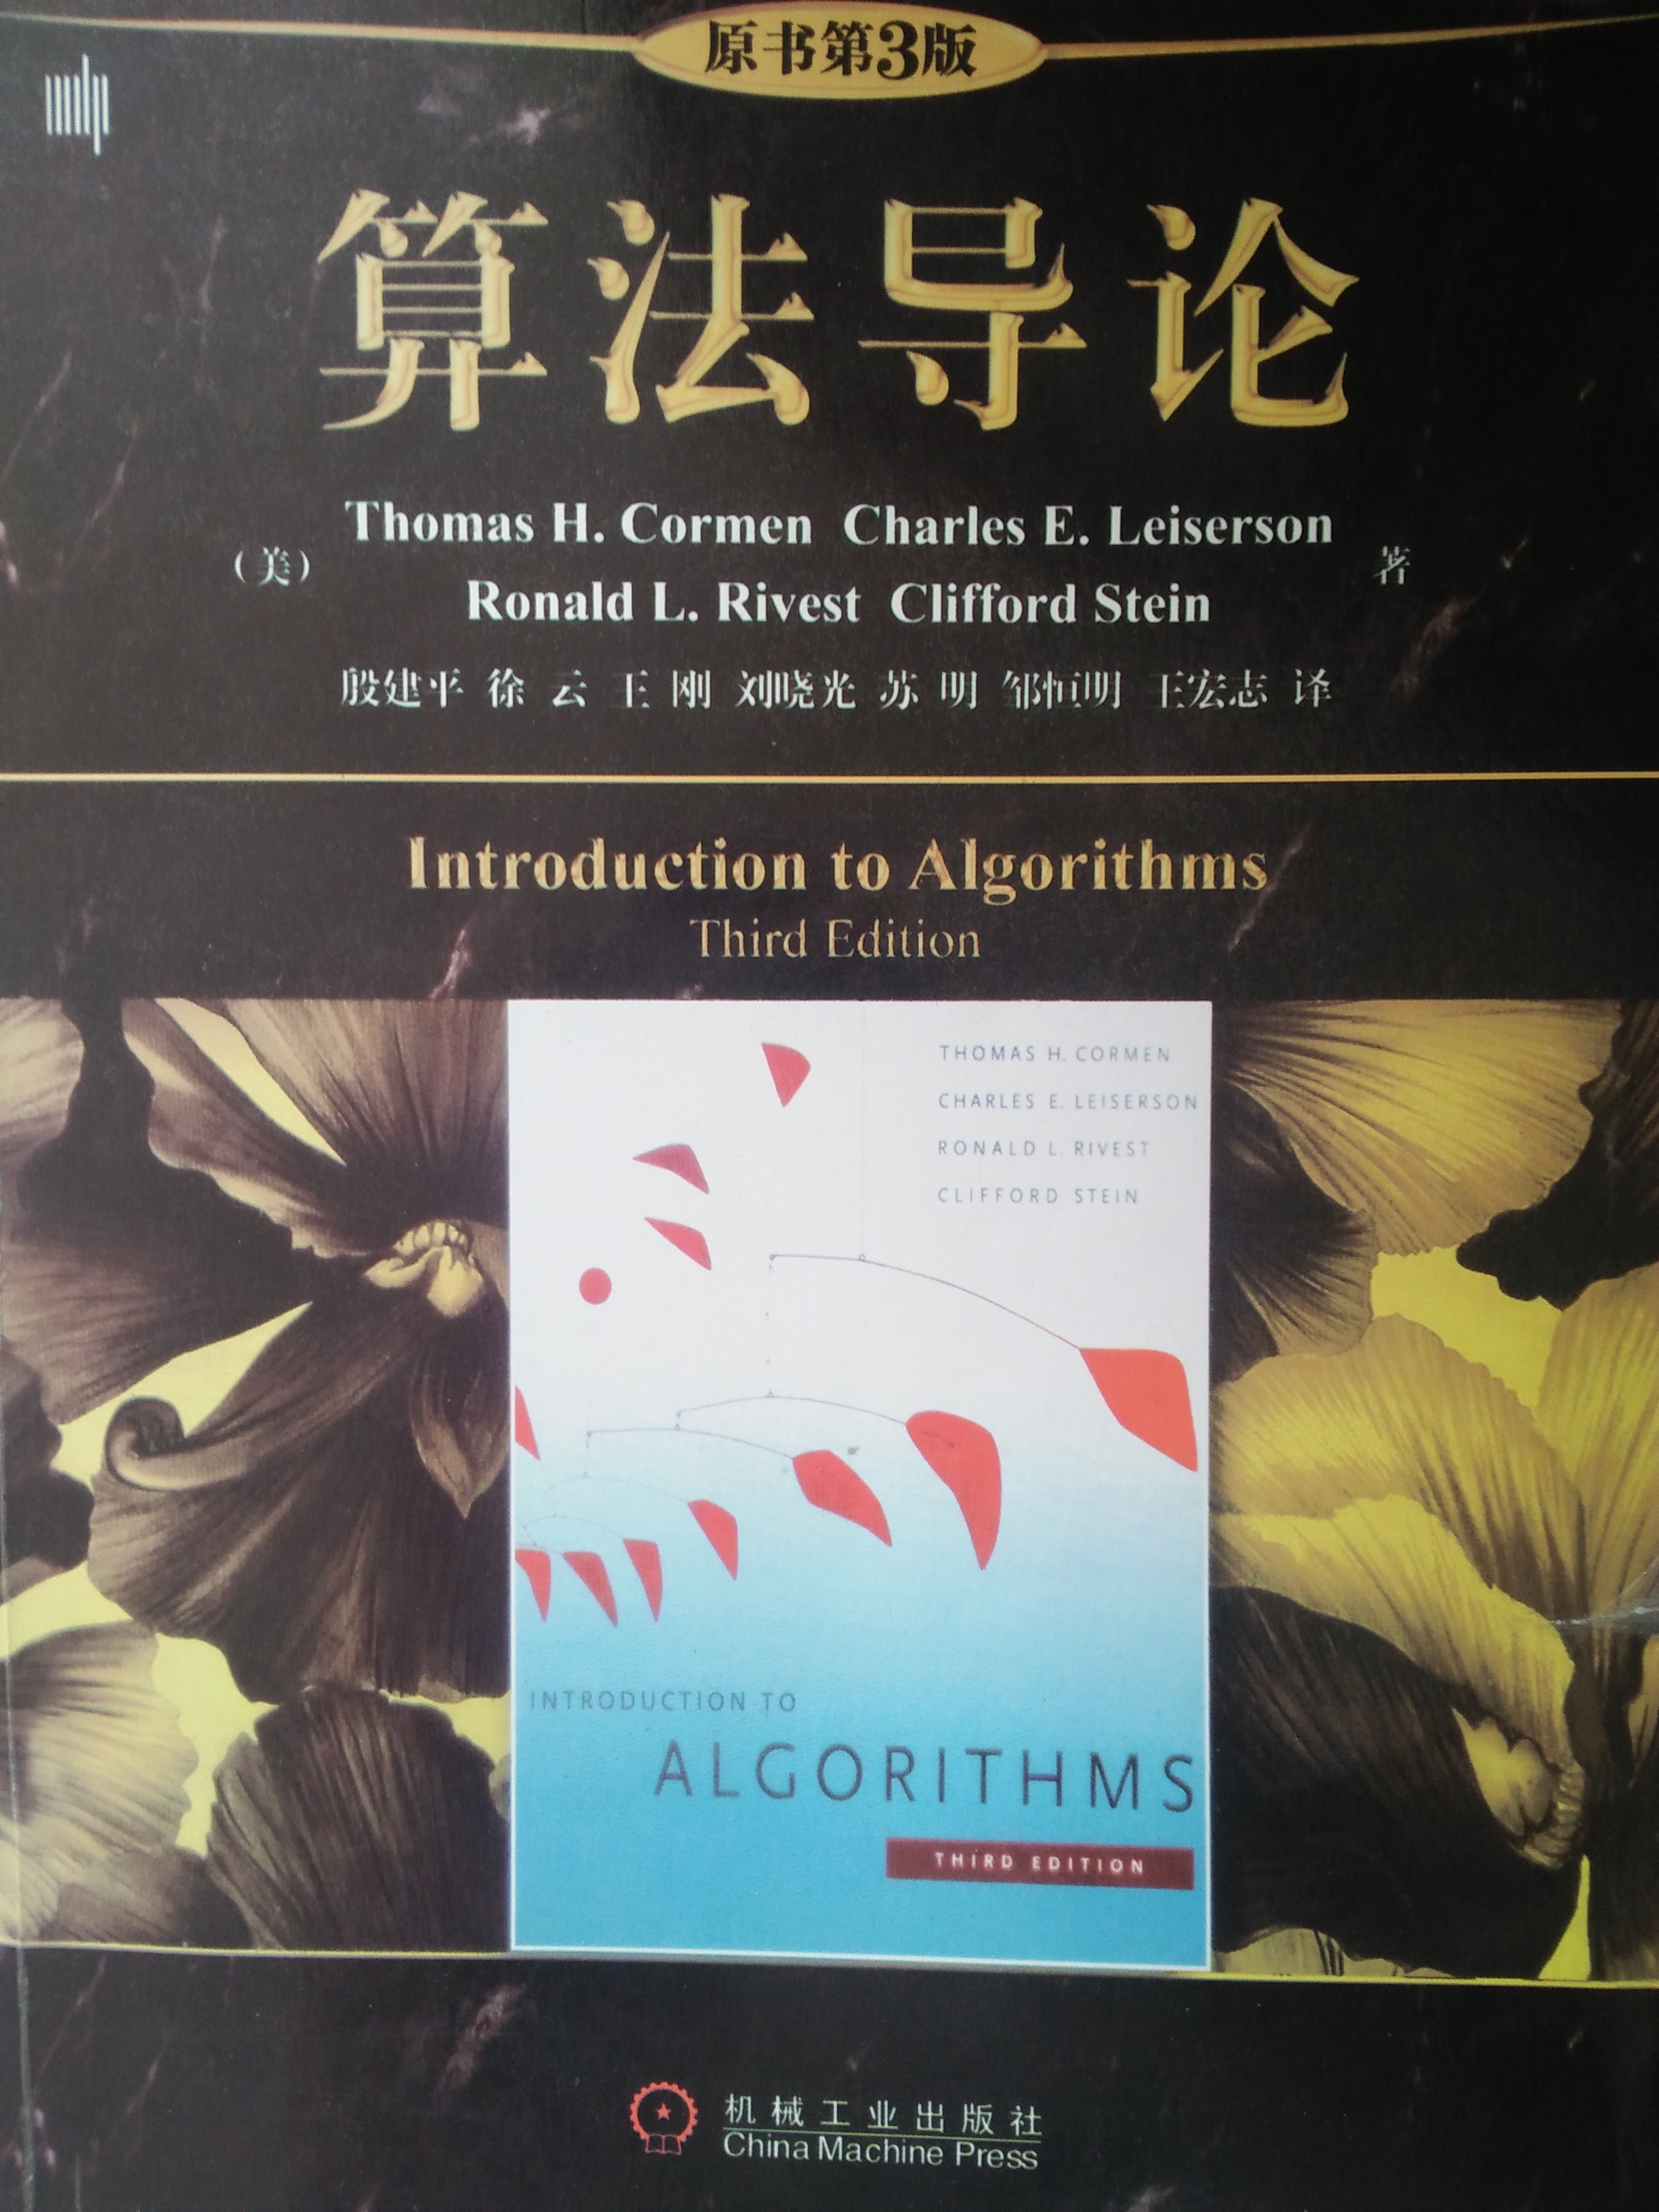 原书第3版
算法导论
Thomas H. Cormen Charles E. Leiserson
（美） 著
Ronald L. Rivest Clifford Stein
殷建平 徐 云 王 刚 刘晓光 苏 明 邹恒明 王宏志 译
Introduction to Algorithms
Third Edition
THOMAS H. CORMEN
CHARLES E. LEISERSON
RONALD L. RIVEST
CLIFFORD STEIN
INTRODUCTION TO
ALGORITHMS
THIRD EDITION
机械工业出版社
China Machine Press